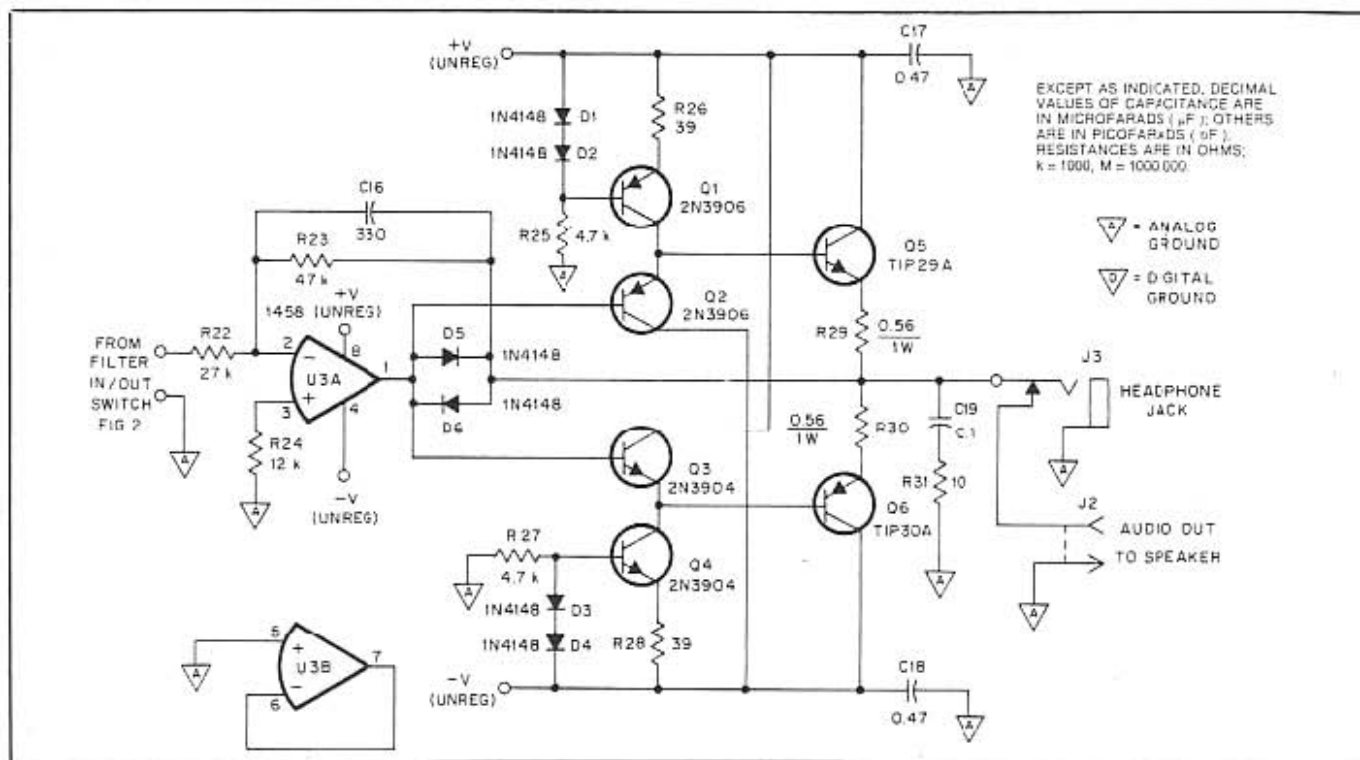 C17
+V
(UNREG)
0.47
A
EXCEPT AS INDICATED, DECIMAL
VALUES OF CAPACITANCE ARE
IN MICROFARADS (µF); OTHERS
ARE IN PICOFARADS (pF);
RESISTANCES ARE IN OHMS;
k = 1000, M = 1000 000.
R26
39
1N4148 D1
1N4148 D2
Q1
2N3906
C16
330
R25 4.7 k
A
R23
47 k
Q5
TIP29A
A = ANALOG
GROUND
D = DIGITAL
GROUND
Q2
2N3906
1458
+V
(UNREG)
R22
27 k
FROM
FILTER
IN/OUT
SWITCH
FIG 2
A
2
−
8
U3A
1
3
+
4
D5
1N4148
1N4148
D6
R29 0.56
1W
J3
HEADPHONE
JACK
A
C19
0.1
0.56
1W
R30
R24
12 k
A
−V
(UNREG)
Q3
2N3904
Q6
TIP30A
R31 10
A
J2
AUDIO OUT
TO SPEAKER
A
R27
4.7 k
A
Q4
2N3904
1N4148 D3
1N4148 D4
R28 39
5
+
U3B
7
−
6
A
−V
(UNREG)
C18
0.47
A